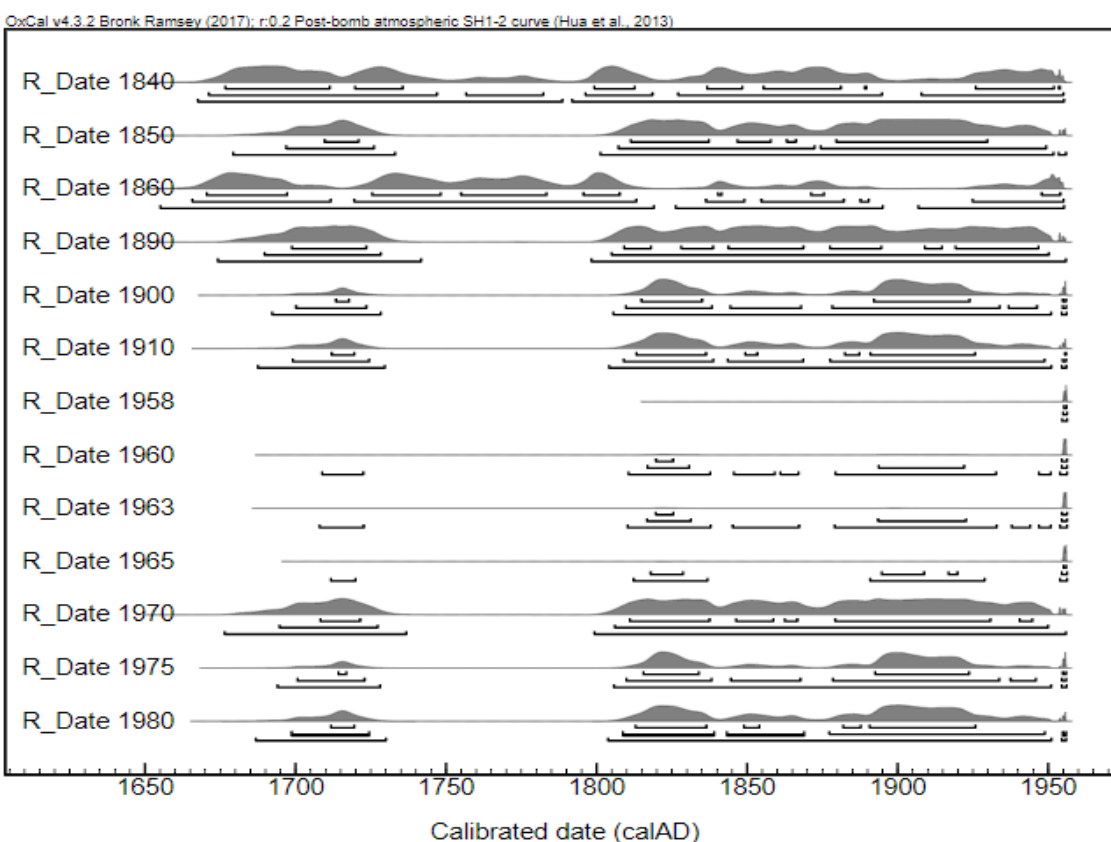 OxCal v4.3.2 Bronk Ramsey (2017); r:0.2 Post-bomb atmospheric SH1-2 curve (Hua et al., 2013)
R_Date 1840
R_Date 1850
R_Date 1860
R_Date 1890
R_Date 1900
R_Date 1910
R_Date 1958
R_Date 1960
R_Date 1963
R_Date 1965
R_Date 1970
R_Date 1975
R_Date 1980
1650 1700 1750 1800 1850 1900 1950
Calibrated date (calAD)